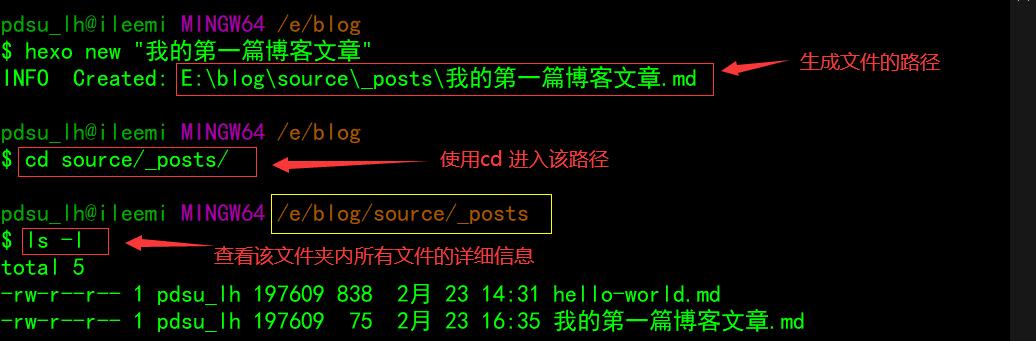 pdsu_lh@ileemi MINGW64 /e/blog
$ hexo new "我的第一篇博客文章"
INFO  Created: E:\blog\source\_posts\我的第一篇博客文章.md
生成文件的路径
pdsu_lh@ileemi MINGW64 /e/blog
$ cd source/_posts/
使用cd 进入该路径
pdsu_lh@ileemi MINGW64 /e/blog/source/_posts
$ ls -l
查看该文件夹内所有文件的详细信息
total 5
-rw-r--r-- 1 pdsu_lh 197609 838  2月 23 14:31 hello-world.md
-rw-r--r-- 1 pdsu_lh 197609  75  2月 23 16:35 我的第一篇博客文章.md